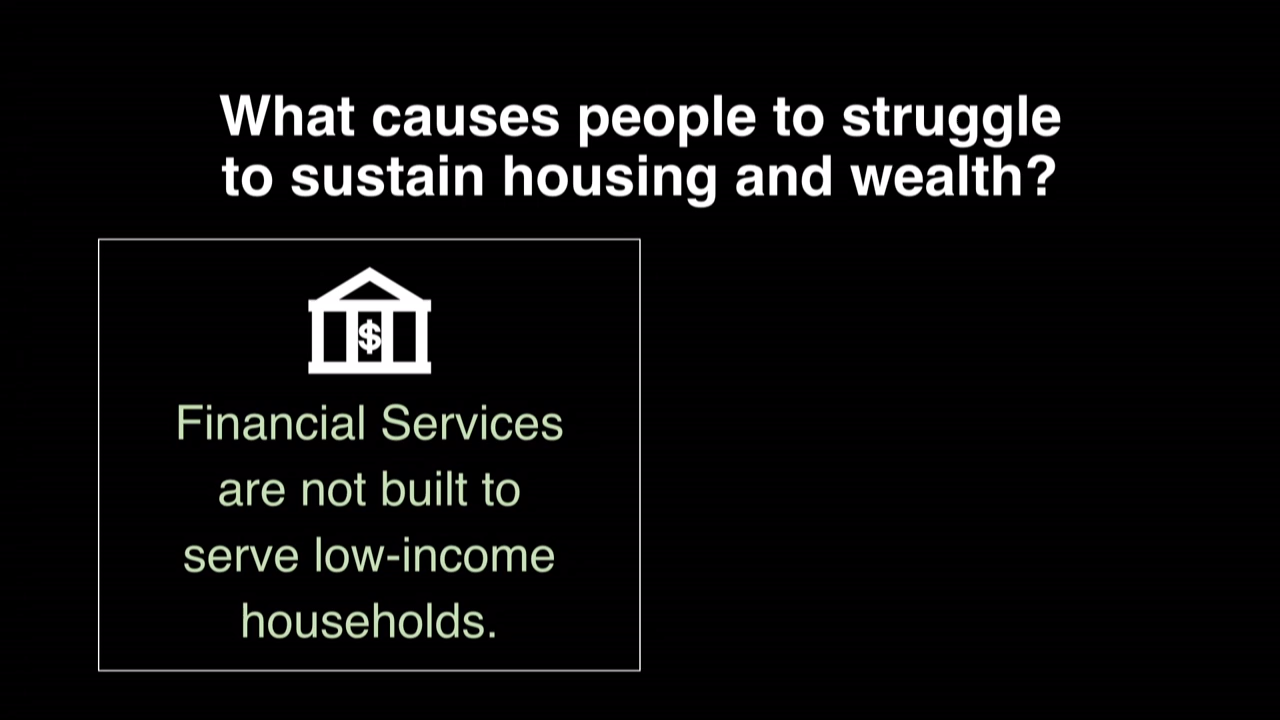 What causes people to struggle
to sustain housing and wealth?
$
Financial Services
are not built to
serve low-income
households.